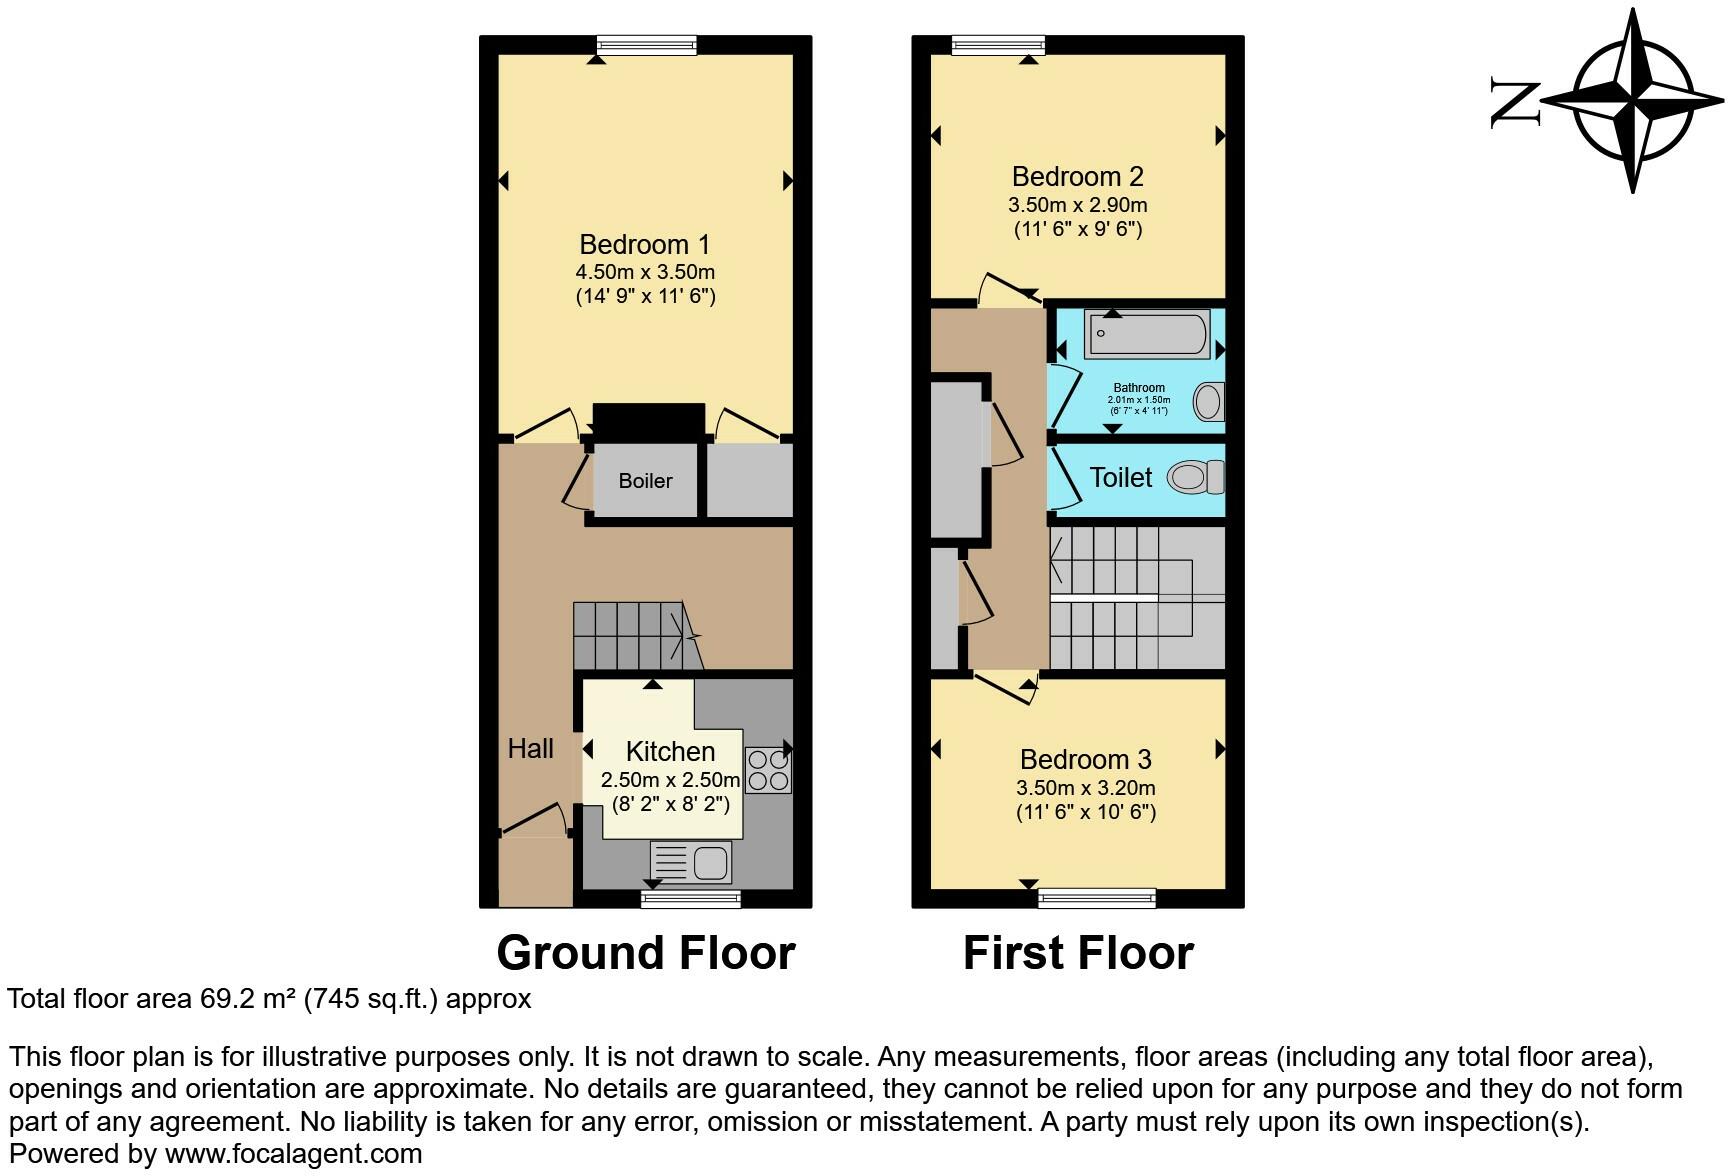 N
Bedroom 1
4.50m x 3.50m
(14' 9" x 11' 6")
Boiler
Hall
Kitchen
2.50m x 2.50m
(8' 2" x 8' 2")
Ground Floor
Bedroom 2
3.50m x 2.90m
(11' 6" x 9' 6")
Bathroom
2.01m x 1.50m
(6' 7" x 4' 11")
Toilet
Bedroom 3
3.50m x 3.20m
(11' 6" x 10' 6")
First Floor
Total floor area 69.2 m² (745 sq.ft.) approx
This floor plan is for illustrative purposes only. It is not drawn to scale. Any measurements, floor areas (including any total floor area),
openings and orientation are approximate. No details are guaranteed, they cannot be relied upon for any purpose and they do not form
part of any agreement. No liability is taken for any error, omission or misstatement. A party must rely upon its own inspection(s).
Powered by www.focalagent.com